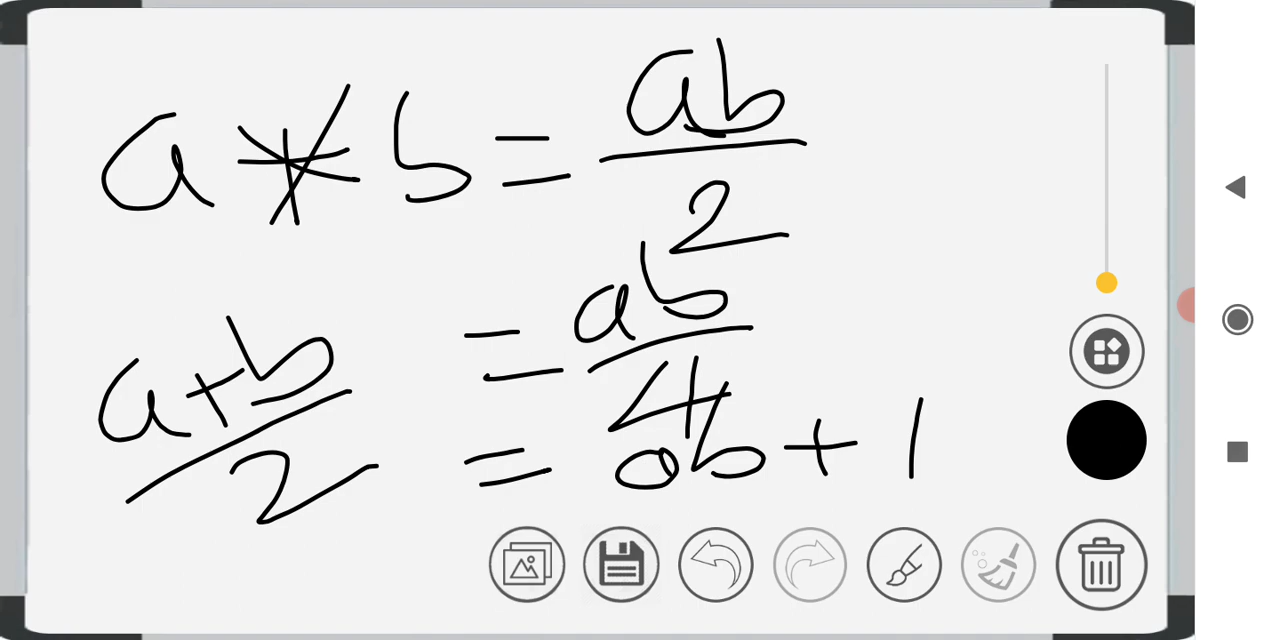 a * b = ab/2
a+b/2 = ab/4
= ab + 1